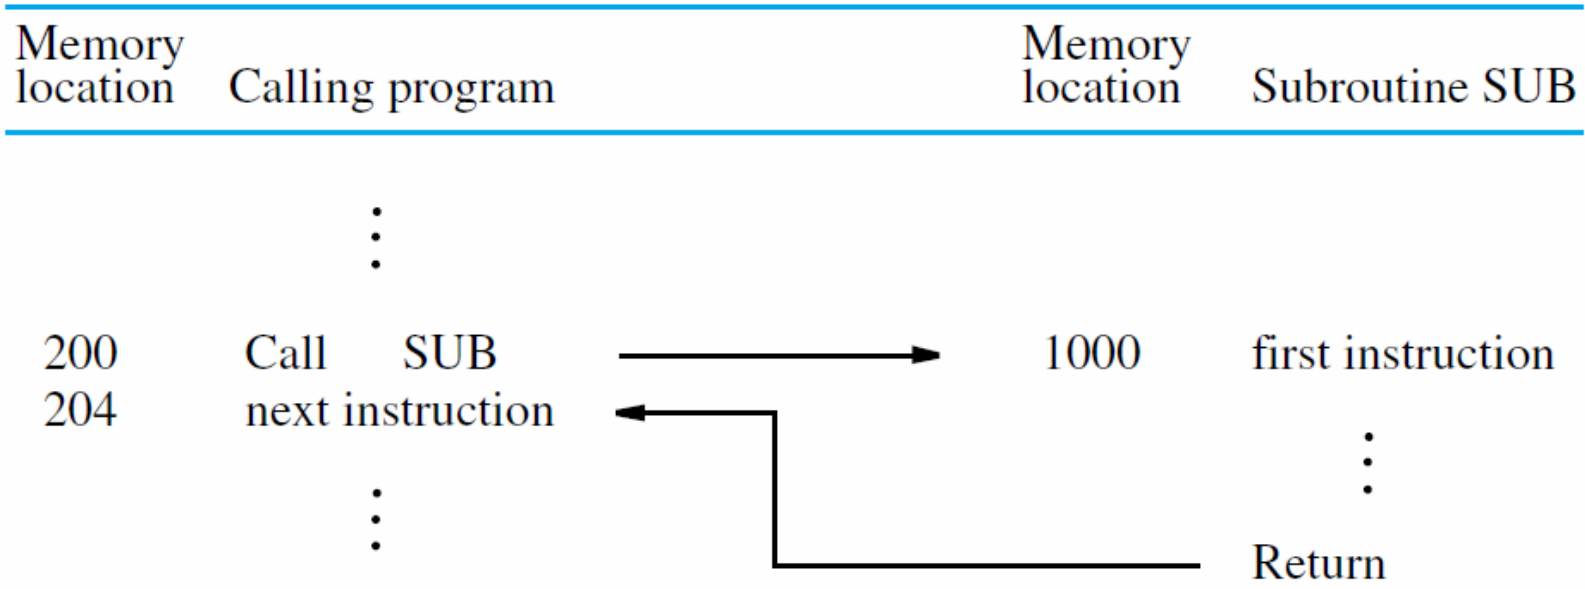 Memory location Calling program Memory location Subroutine SUB
200 Call SUB 1000 first instruction
204 next instruction
Return